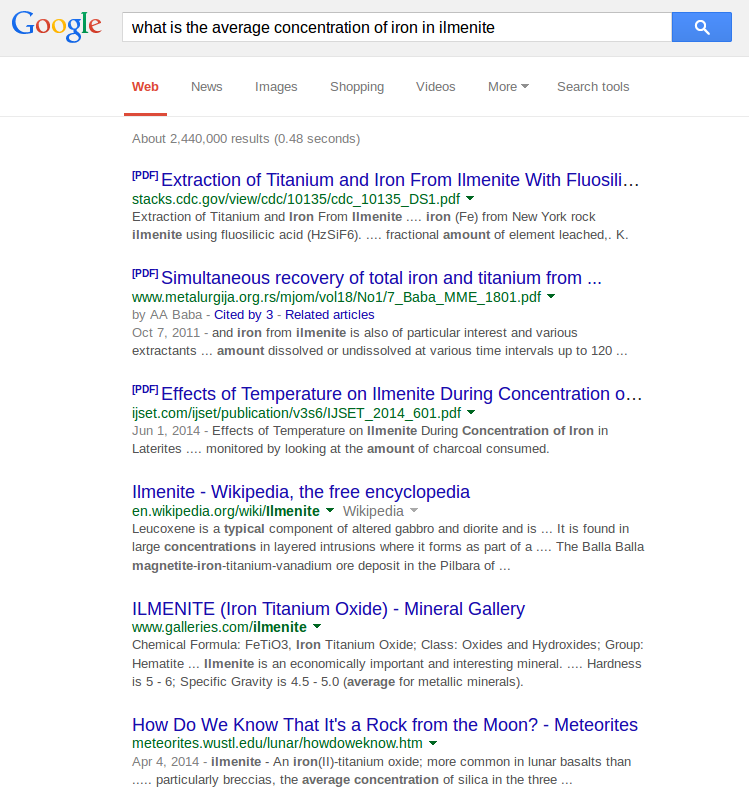 Google what is the average concentration of iron in ilmenite
Web News Images Shopping Videos More Search tools
About 2,440,000 results (0.48 seconds)
[PDF] Extraction of Titanium and Iron From Ilmenite With Fluosili…
stacks.cdc.gov/view/cdc/10135/cdc_10135_DS1.pdf
Extraction of Titanium and Iron From Ilmenite .... iron (Fe) from New York rock
ilmenite using fluosilicic acid (HzSiF6). .... fractional amount of element leached,. K.
[PDF] Simultaneous recovery of total iron and titanium from ...
www.metalurgija.org.rs/mjom/vol18/No1/7_Baba_MME_1801.pdf
by AA Baba - Cited by 3 - Related articles
Oct 7, 2011 - and iron from ilmenite is also of particular interest and various
extractants ... amount dissolved or undissolved at various time intervals up to 120 ...
[PDF] Effects of Temperature on Ilmenite During Concentration o…
ijset.com/ijset/publication/v3s6/IJSET_2014_601.pdf
Jun 1, 2014 - Effects of Temperature on Ilmenite During Concentration of Iron in
Laterites .... monitored by looking at the amount of charcoal consumed.
Ilmenite - Wikipedia, the free encyclopedia
en.wikipedia.org/wiki/Ilmenite Wikipedia
Leucoxene is a typical component of altered gabbro and diorite and is ... It is found in
large concentrations in layered intrusions where it forms as part of a .... The Balla Balla
magnetite-iron-titanium-vanadium ore deposit in the Pilbara of ...
ILMENITE (Iron Titanium Oxide) - Mineral Gallery
www.galleries.com/ilmenite
Chemical Formula: FeTiO3, Iron Titanium Oxide; Class: Oxides and Hydroxides; Group:
Hematite ... Ilmenite is an economically important and interesting mineral. .... Hardness
is 5 - 6; Specific Gravity is 4.5 - 5.0 (average for metallic minerals).
How Do We Know That It's a Rock from the Moon? - Meteorites
meteorites.wustl.edu/lunar/howdoweknow.htm
Apr 4, 2014 - ilmenite - An iron(II)-titanium oxide; more common in lunar basalts than
..... particularly breccias, the average concentration of silica in the three ...